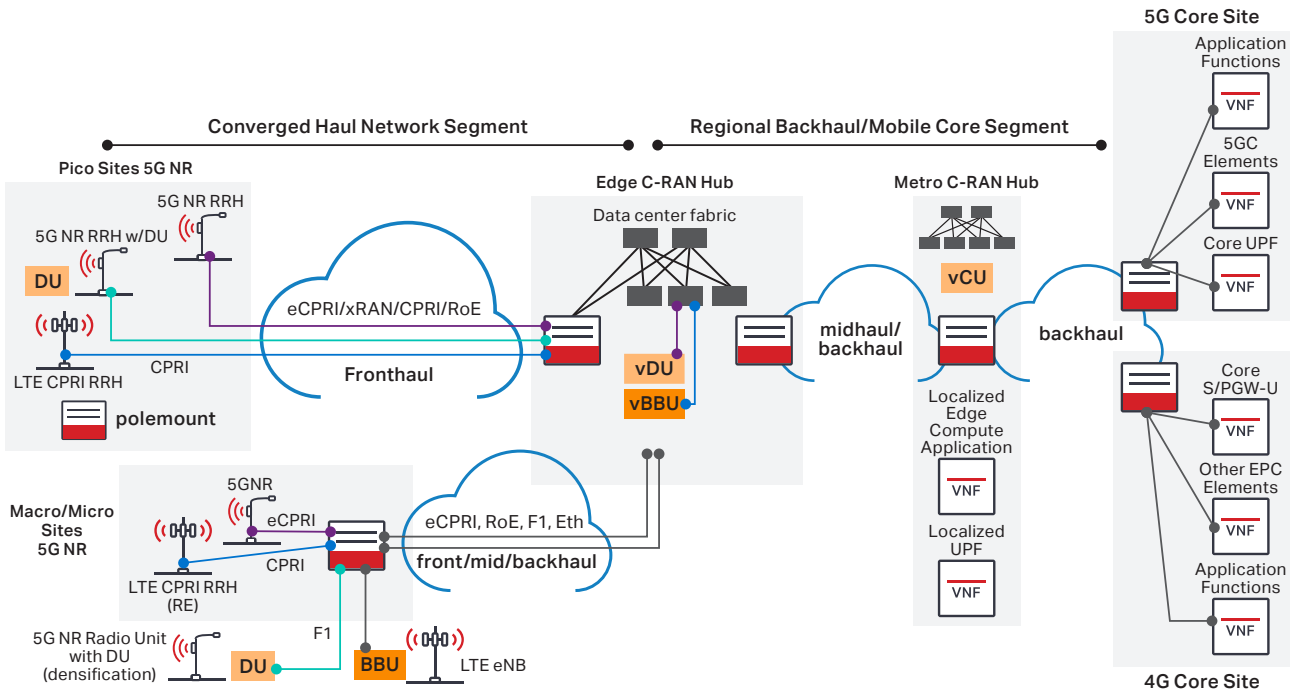 5G Core Site
Application
Functions
VNF
5GC
Elements
VNF
Core UPF
VNF
Converged Haul Network Segment
Regional Backhaul/Mobile Core Segment
Pico Sites 5G NR
5G NR RRH
5G NR RRH w/DU
DU
LTE CPRI RRH
CPRI
polemount
eCPRI/xRAN/CPRI/RoE
Fronthaul
Edge C-RAN Hub
Data center fabric
vDU
vBBU
midhaul/
backhaul
Metro C-RAN Hub
vCU
Localized
Edge
Compute
Application
VNF
Localized
UPF
VNF
backhaul
Core
S/PGW-U
VNF
Other EPC
Elements
VNF
Application
Functions
VNF
4G Core Site
Macro/Micro
Sites
5G NR
5GNR
eCPRI
CPRI
LTE CPRI RRH
(RE)
eCPRI, RoE, F1, Eth
front/mid/backhaul
5G NR Radio Unit
with DU
(densification)
DU
F1
BBU
LTE eNB